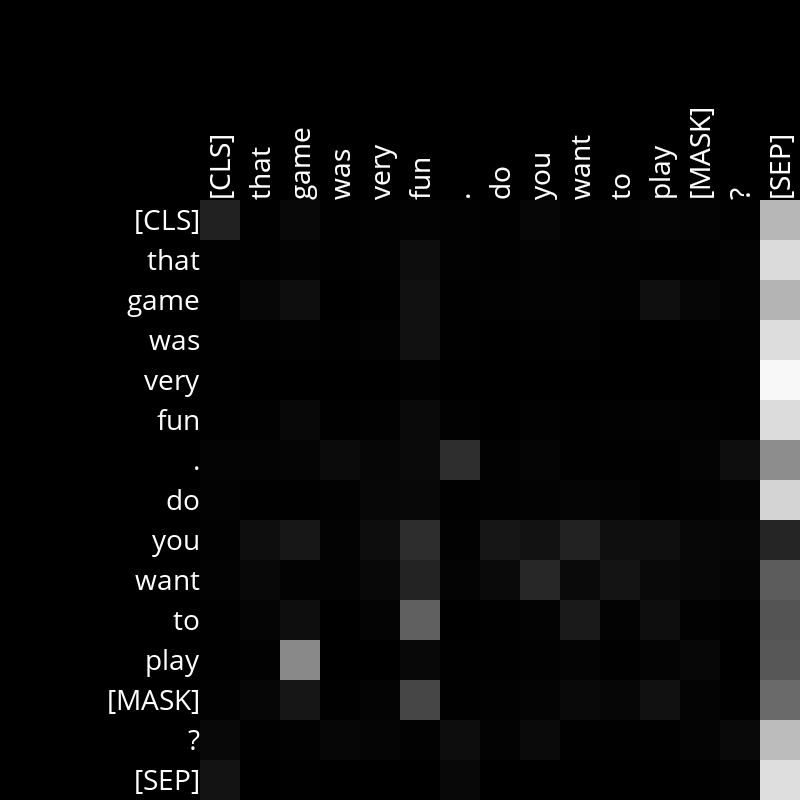 [CLS]
that
game
was
very
fun
.
do
you
want
to
play
[MASK]
?
[SEP]
[CLS]
that
game
was
very
fun
.
do
you
want
to
play
[MASK]
?
[SEP]